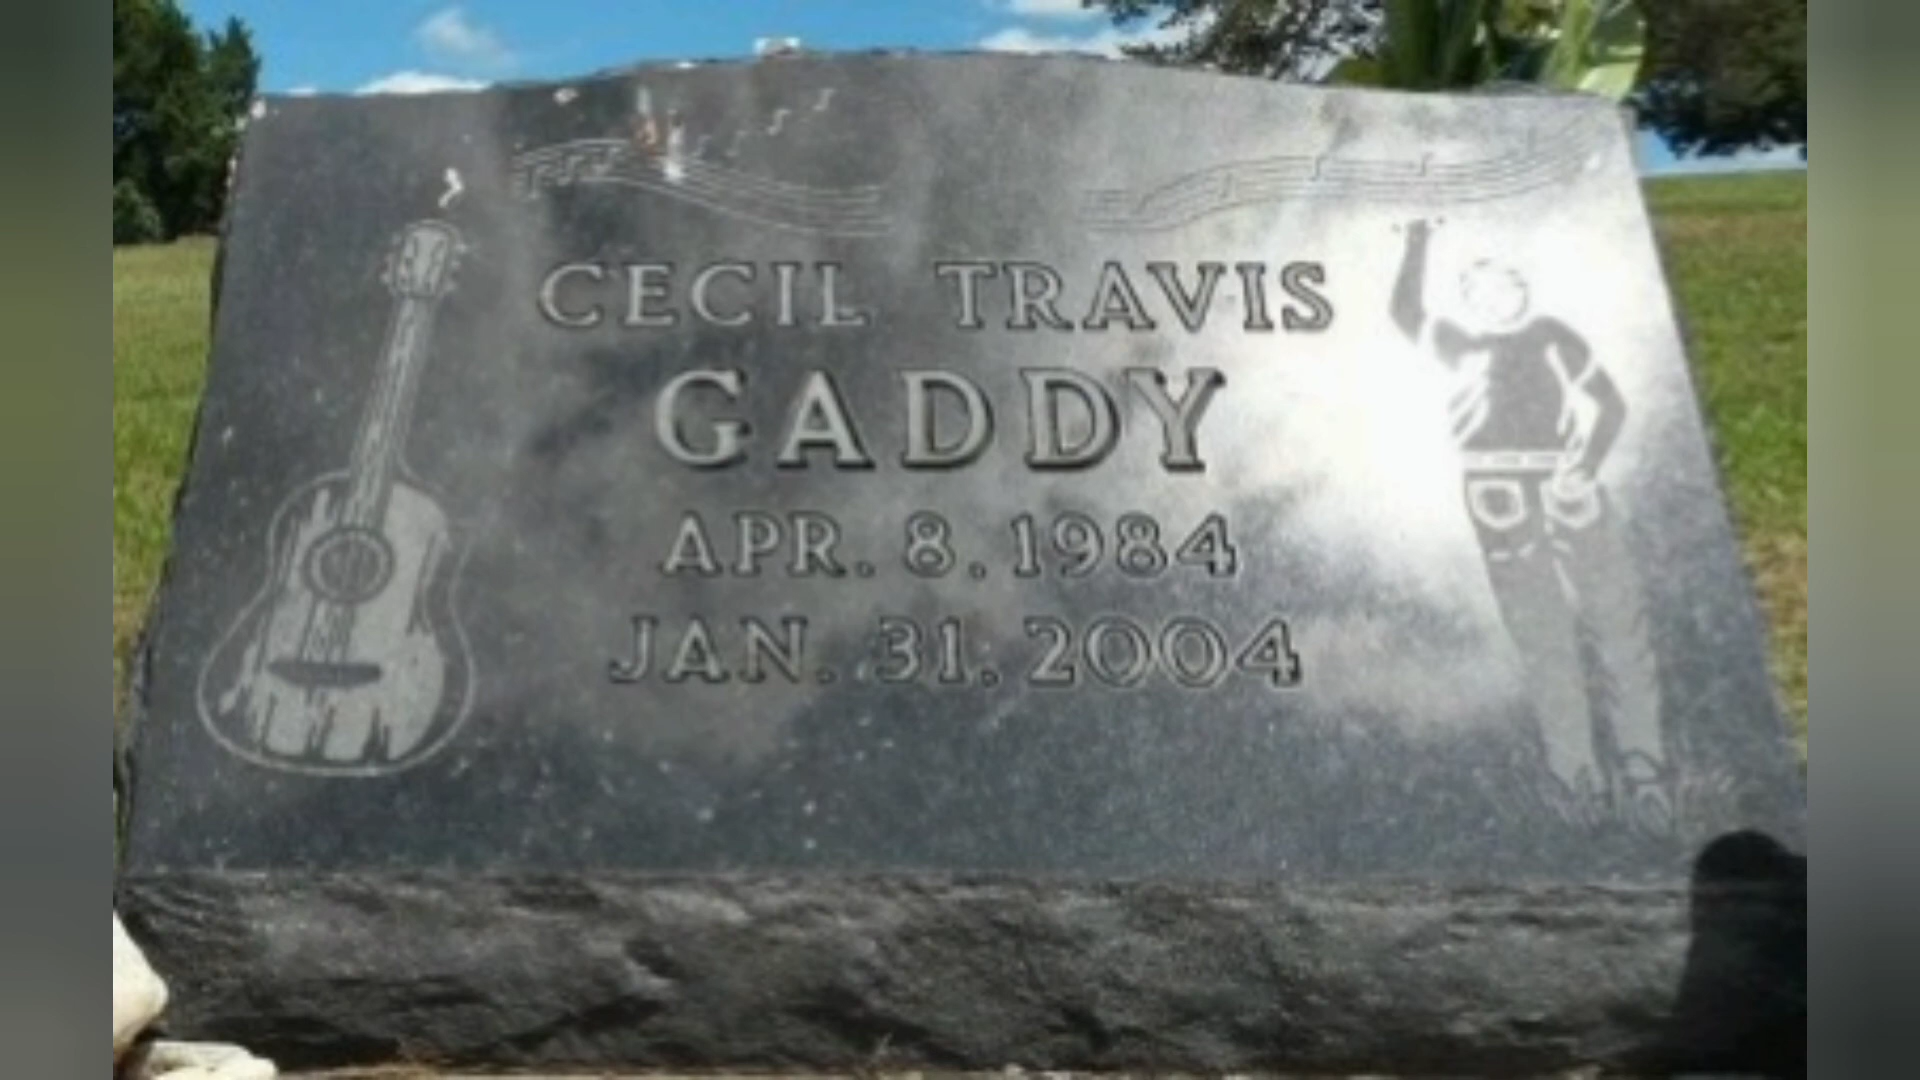 CECIL TRAVIS
GADDY
APR. 8, 1984
JAN. 31, 2004